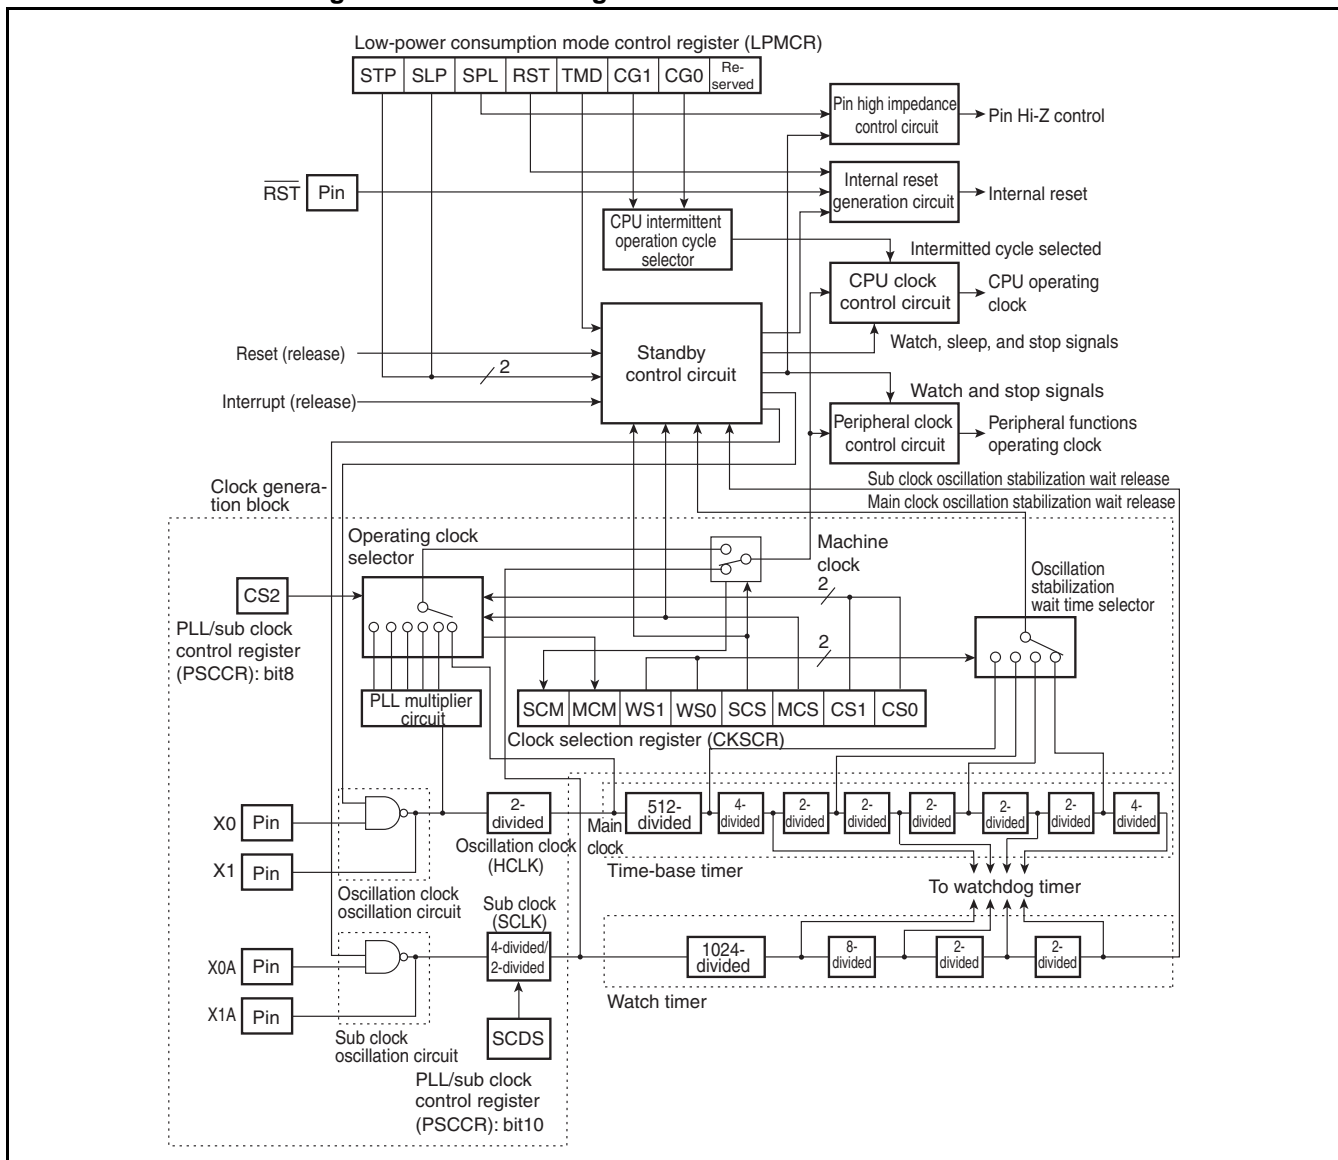 Low-power consumption mode control register (LPMCR)
STP SLP SPL RST TMD CG1 CG0 Re-
served
Pin high impedance
control circuit
Pin Hi-Z control
RST Pin
Internal reset
generation circuit
Internal reset
CPU intermittent
operation cycle
selector
Intermitted cycle selected
CPU clock
control circuit
CPU operating
clock
Watch, sleep, and stop signals
Standby
control circuit
Reset (release)
2
Interrupt (release)
Watch and stop signals
Peripheral clock
control circuit
Peripheral functions
operating clock
Sub clock oscillation stabilization wait release
Main clock oscillation stabilization wait release
Clock genera-
tion block
Operating clock
selector
Machine
clock
Oscillation
stabilization
wait time selector
CS2
PLL/sub clock
control register
(PSCCR): bit8
2
2
PLL multiplier
circuit
SCM MCM WS1 WS0 SCS MCS CS1 CS0
Clock selection register (CKSCR)
X0 Pin
X1 Pin
Oscillation clock
oscillation circuit
2-
divided
Oscillation clock
(HCLK)
Main
clock
512-
divided
4-
divided
2-
divided
2-
divided
2-
divided
2-
divided
2-
divided
4-
divided
Time-base timer
To watchdog timer
Sub clock
(SCLK)
4-divided/
2-divided
X0A Pin
X1A Pin
Sub clock
oscillation circuit
SCDS
PLL/sub clock
control register
(PSCCR): bit10
1024-
divided
8-
divided
2-
divided
2-
divided
Watch timer